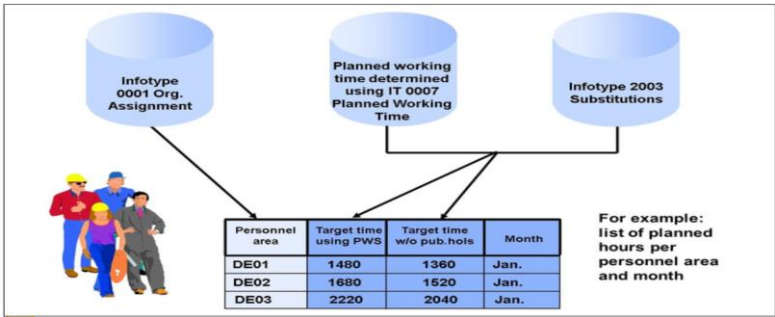 Infotype
0001 Org.
Assignment
Planned working
time determined
using IT 0007
Planned Working
Time
Infotype 2003
Substitutions
Personnel
area
Target time
using PWS
Target time
w/o pub.hols
Month
DE01 1480 1360 Jan.
DE02 1680 1520 Jan.
DE03 2220 2040 Jan.
For example:
list of planned
hours per
personnel area
and month